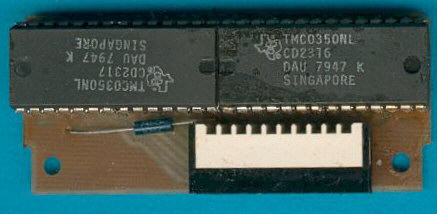 TMC0350NL
CD2317
DAU 7947 K
SINGAPORE
TMC0350NL
CD2316
DAU 7947 K
SINGAPORE